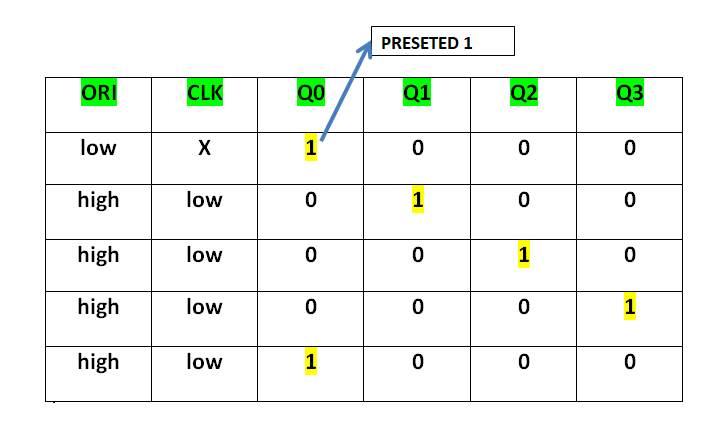 PRESETED 1
ORI CLK Q0 Q1 Q2 Q3
low X 1 0 0 0
high low 0 1 0 0
high low 0 0 1 0
high low 0 0 0 1
high low 1 0 0 0